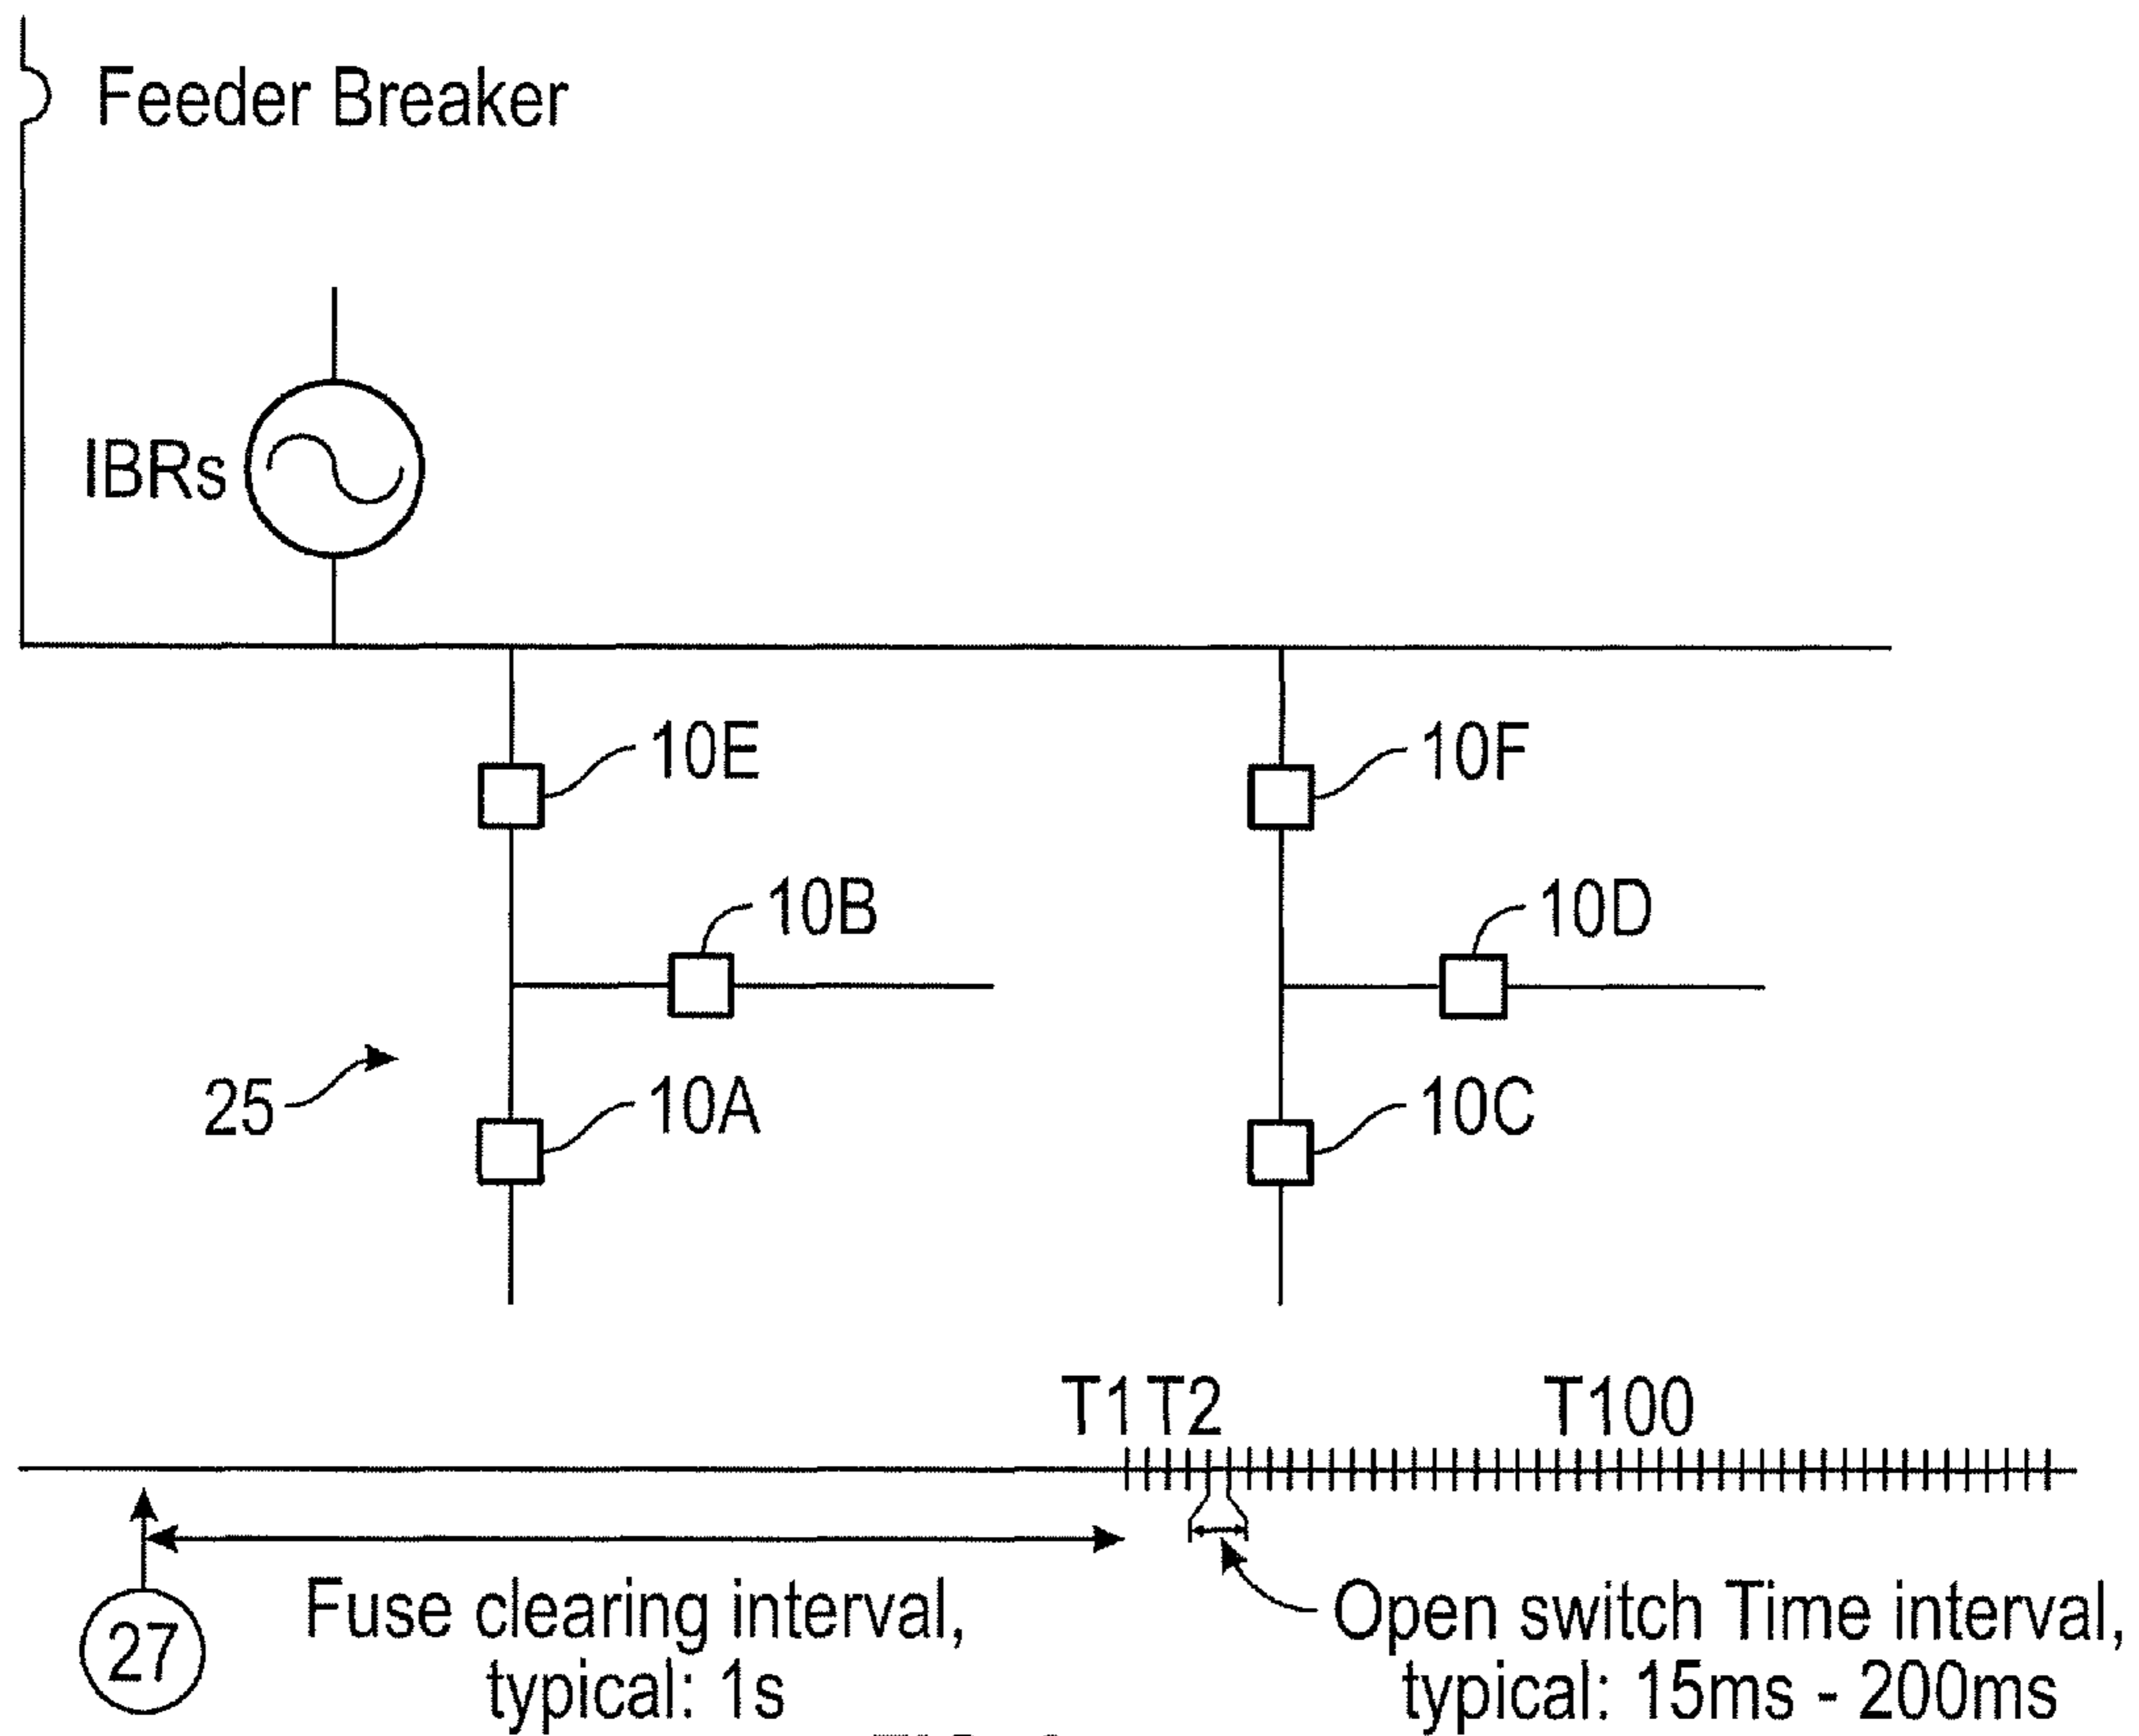 Feeder Breaker
IBRs
10E
10F
10B
10D
25
10A
10C
T1 T2
T100
27
Fuse clearing interval,
typical: 1s
Open switch Time interval,
typical: 15ms - 200ms